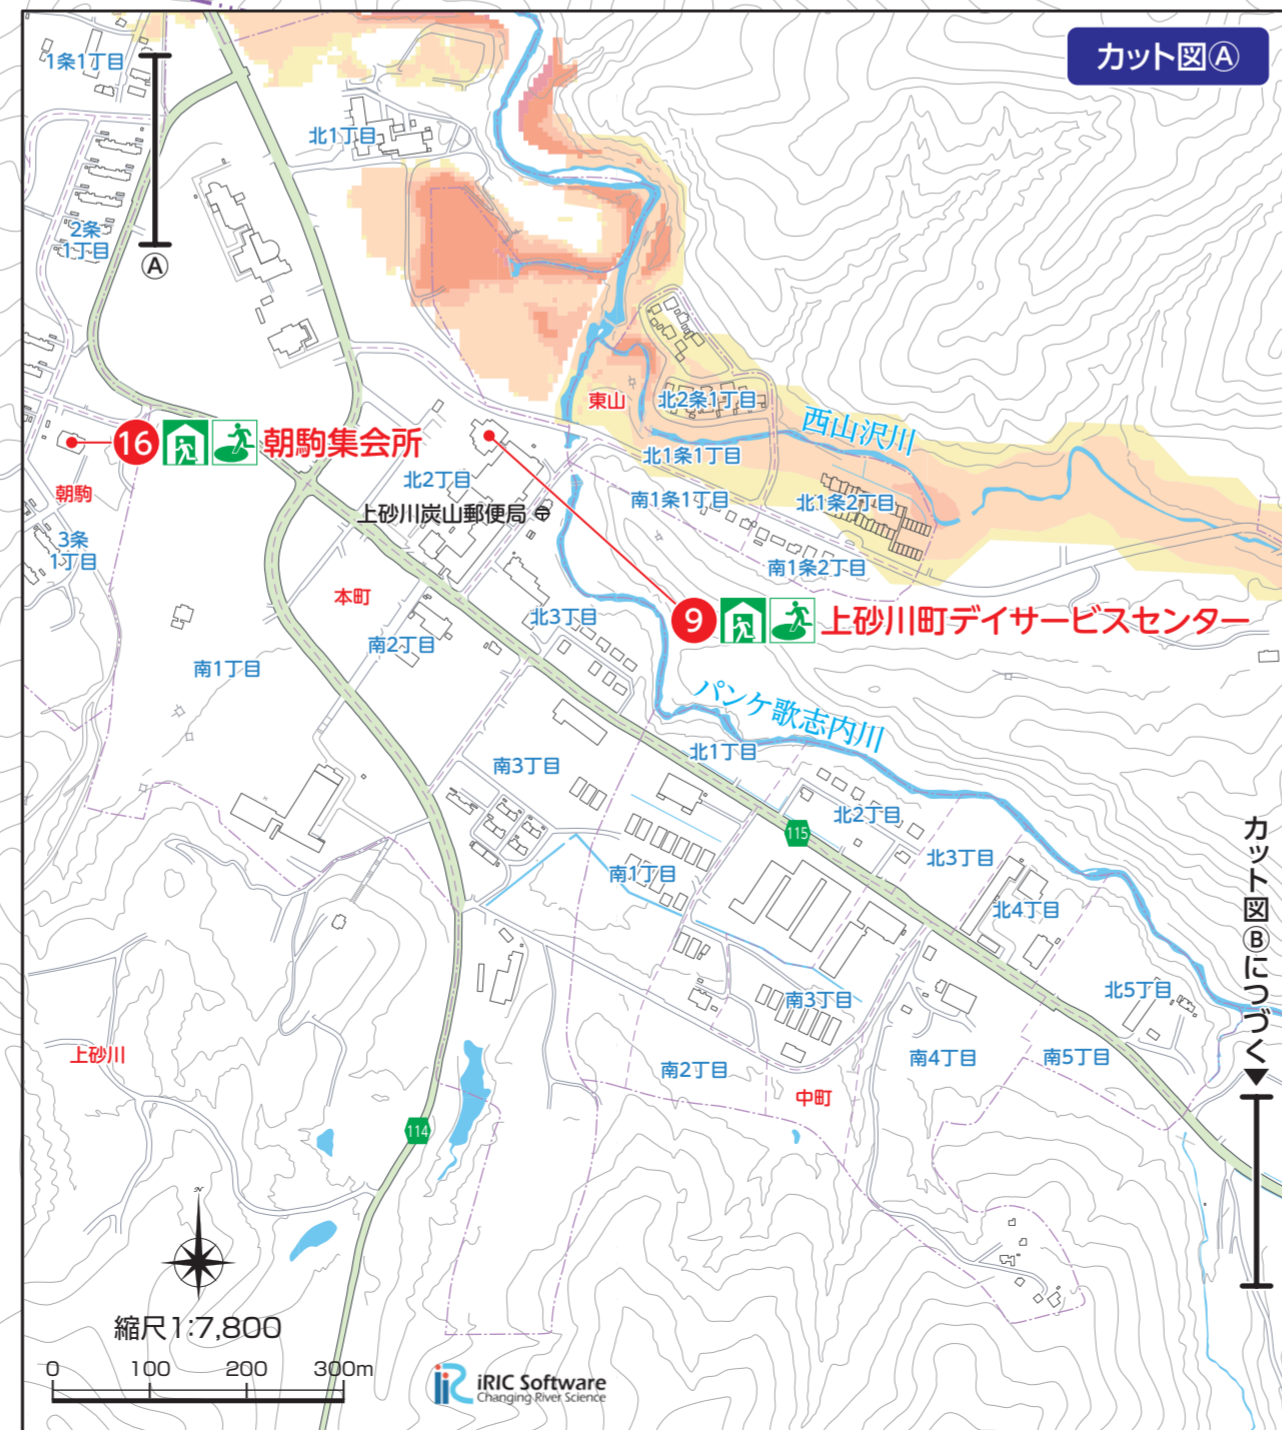 カット図Ⓐ
1条1丁目
北1丁目
2条
1丁目
Ⓐ
東山
北2条1丁目
西山沢川
16 朝駒集会所
北1条1丁目
北2丁目
朝駒
南1条1丁目
北1条2丁目
上砂川炭山郵便局
3条
1丁目
南1条2丁目
本町
9 上砂川町デイサービスセンター
北3丁目
南2丁目
南1丁目
パンケ歌志内川
北1丁目
南3丁目
北2丁目
115
北3丁目
南1丁目
北4丁目
カット図Ⓑにつづく▼
北5丁目
南3丁目
上砂川
南2丁目
南4丁目
南5丁目
中町
114
N
縮尺1:7,800
0 100 200 300m
iRIC Software
Changing River Science